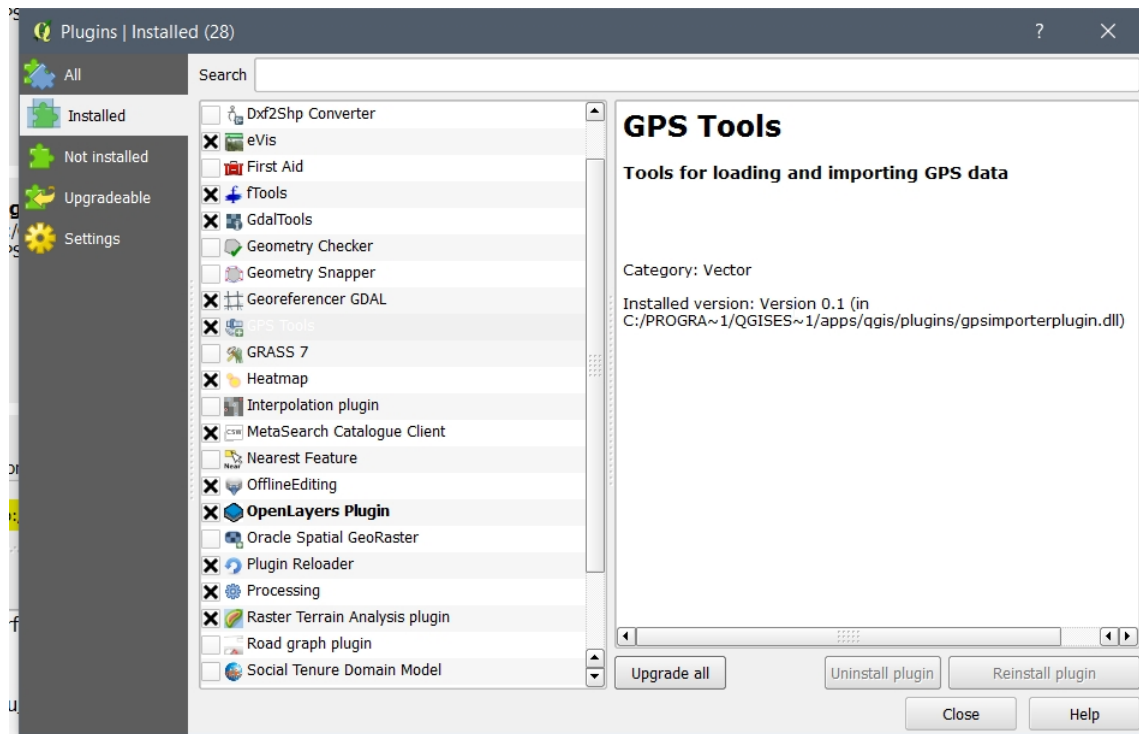 Plugins | Installed (28)
?
All
Installed
Not installed
Upgradeable
Settings
Search
Dxf2Shp Converter
eVis
First Aid
fTools
GdalTools
Geometry Checker
Geometry Snapper
Georeferencer GDAL
GPS Tools
GRASS 7
Heatmap
Interpolation plugin
CSW
MetaSearch Catalogue Client
Near
Nearest Feature
OfflineEditing
OpenLayers Plugin
Oracle Spatial GeoRaster
Plugin Reloader
Processing
Raster Terrain Analysis plugin
Road graph plugin
Social Tenure Domain Model
GPS Tools
Tools for loading and importing GPS data
Category: Vector
Installed version: Version 0.1 (in
C:/PROGRA~1/QGISES~1/apps/qgis/plugins/gpsimporterplugin.dll)
Upgrade all
Uninstall plugin
Reinstall plugin
Close
Help